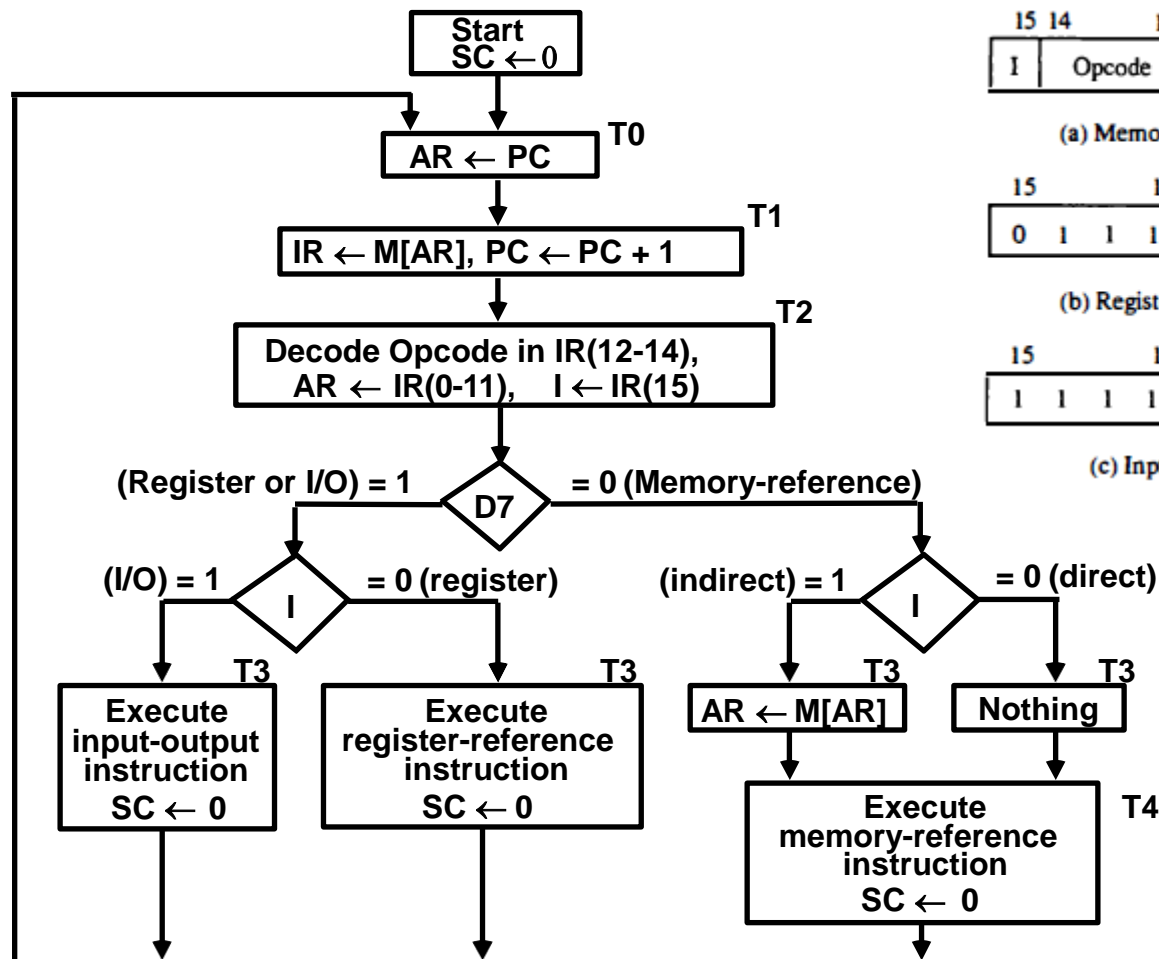 Start
SC ← 0
T0
AR ← PC
T1
IR ← M[AR], PC ← PC + 1
T2
Decode Opcode in IR(12-14),
AR ← IR(0-11), I ← IR(15)
(Register or I/O) = 1
D7
= 0 (Memory-reference)
(I/O) = 1
I
= 0 (register)
(indirect) = 1
I
= 0 (direct)
T3
Execute
input-output
instruction
SC ← 0
T3
Execute
register-reference
instruction
SC ← 0
T3
AR ← M[AR]
T3
Nothing
T4
Execute
memory-reference
instruction
SC ← 0
15 14
I Opcode
(a)
15
0 1 1 1
(b)
15
1 1 1 1
(c)